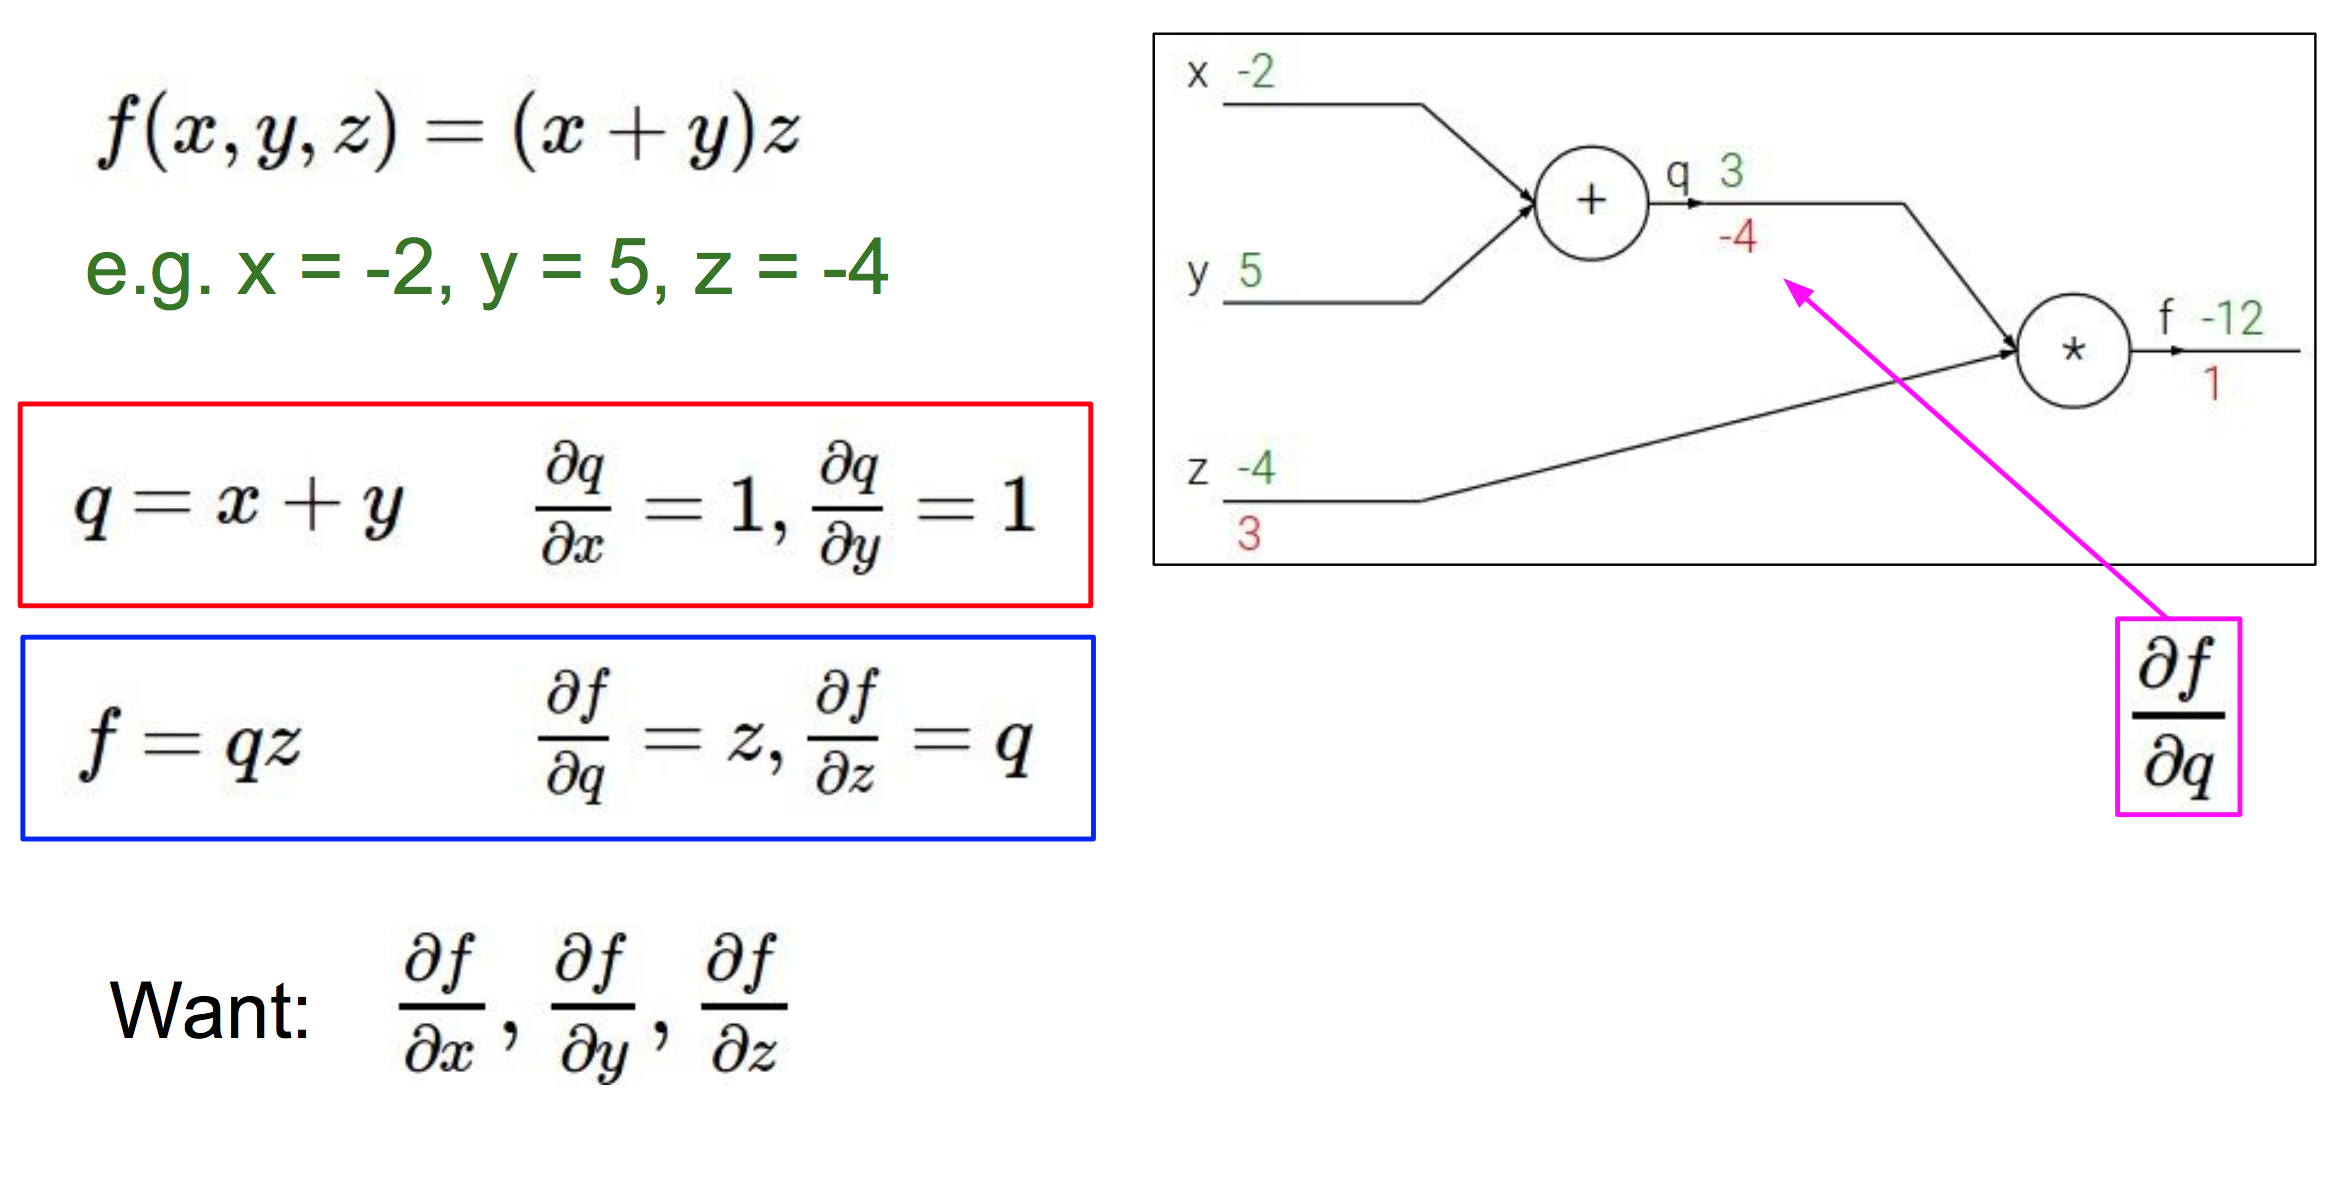 f(x, y, z) = (x + y)z
e.g. x = -2, y = 5, z = -4
q = x + y   ∂q/∂x = 1, ∂q/∂y = 1
f = qz   ∂f/∂q = z, ∂f/∂z = q
Want: ∂f/∂x, ∂f/∂y, ∂f/∂z
x -2
+
q 3
-4
y 5
*
f -12
1
z -4
3
∂f/∂q